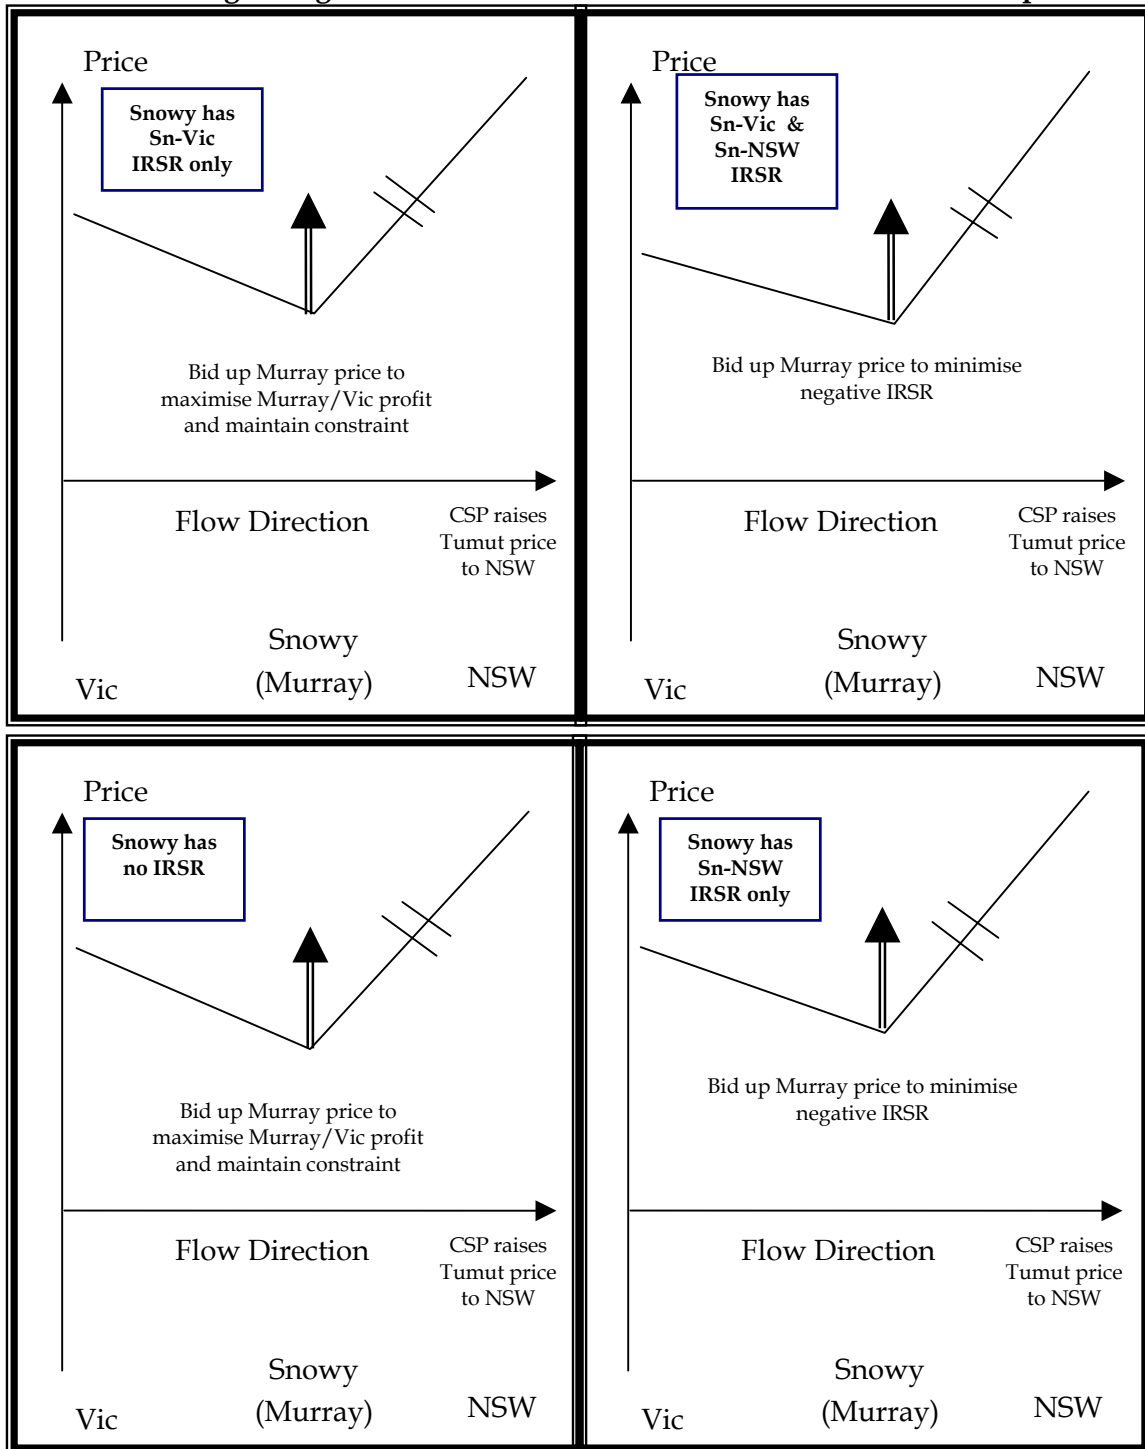 Price
Snowy has
Sn-Vic
IRSR only
Bid up Murray price to
maximise Murray/Vic profit
and maintain constraint
Flow Direction
CSP raises
Tumut price
to NSW
Snowy
(Murray)
Vic
NSW
Price
Snowy has
Sn-Vic &
Sn-NSW
IRSR
Bid up Murray price to minimise
negative IRSR
Flow Direction
CSP raises
Tumut price
to NSW
Snowy
(Murray)
Vic
NSW
Price
Snowy has
no IRSR
Bid up Murray price to
maximise Murray/Vic profit
and maintain constraint
Flow Direction
CSP raises
Tumut price
to NSW
Snowy
(Murray)
Vic
NSW
Price
Snowy has
Sn-NSW
IRSR only
Bid up Murray price to minimise
negative IRSR
Flow Direction
CSP raises
Tumut price
to NSW
Snowy
(Murray)
Vic
NSW